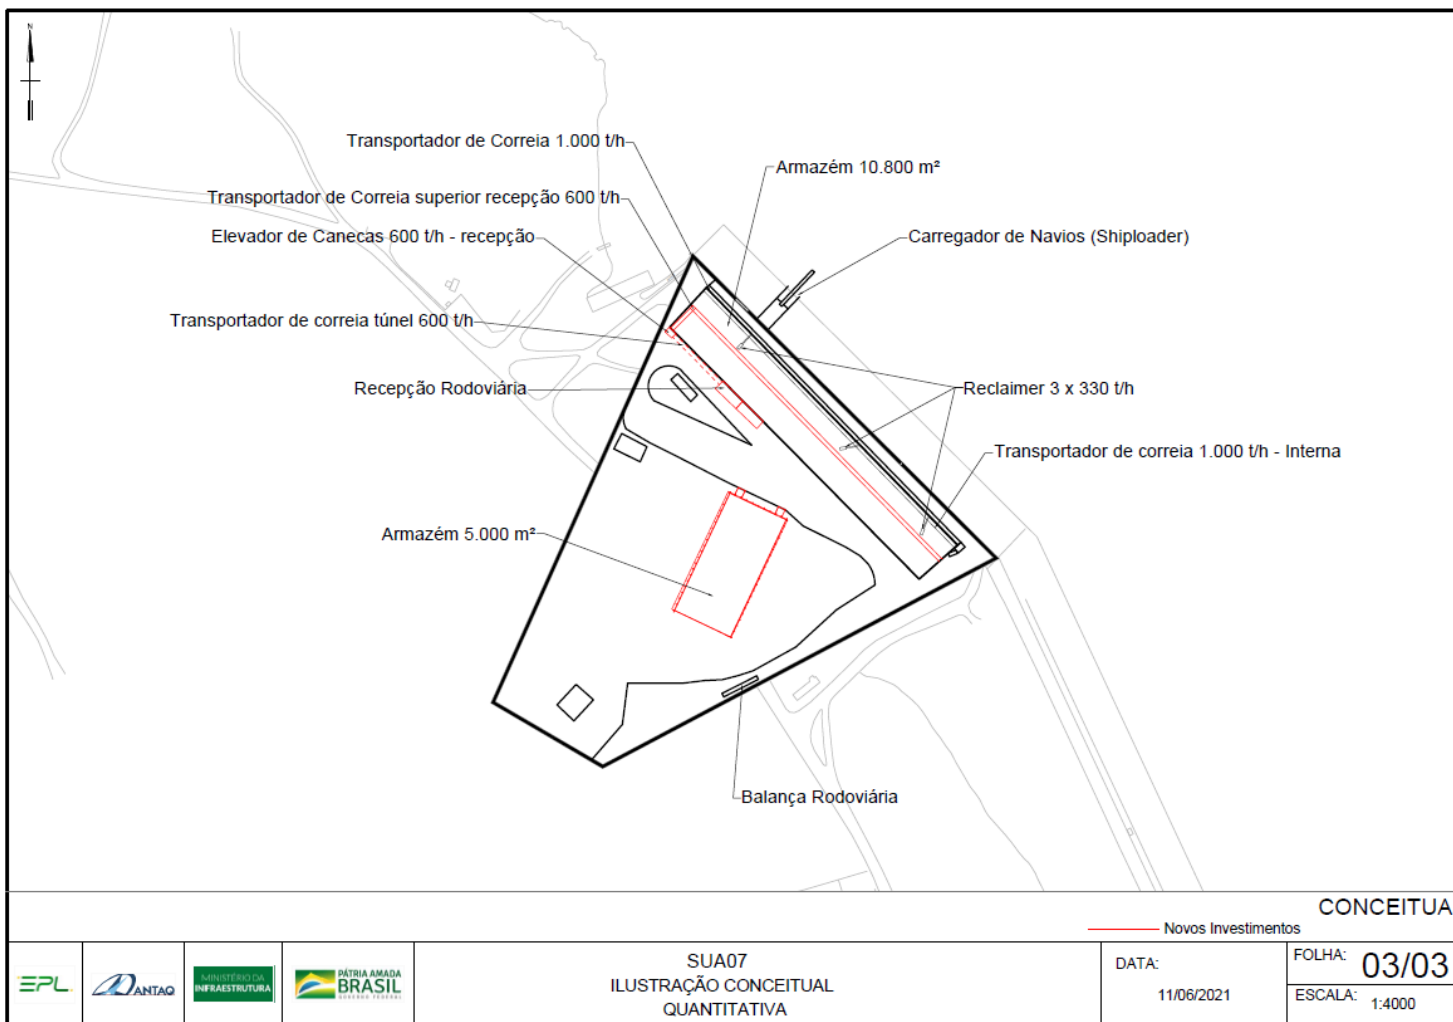 N
Transportador de Correia 1.000 t/h
Armazém 10.800 m²
Transportador de Correia superior recepção 600 t/h
Elevador de Canecas 600 t/h - recepção
Carregador de Navios (Shiploader)
Transportador de correia túnel 600 t/h
Recepção Rodoviária
Reclaimer 3 x 330 t/h
Transportador de correia 1.000 t/h - Interna
Armazém 5.000 m²
Balança Rodoviária
CONCEITUA
Novos Investimentos
EPL
ANTAQ
MINISTÉRIO DA
INFRAESTRUTURA
PÁTRIA AMADA
BRASIL
GOVERNO FEDERAL
SUA07
ILUSTRAÇÃO CONCEITUAL
QUANTITATIVA
DATA:
11/06/2021
FOLHA: 03/03
ESCALA: 1:4000